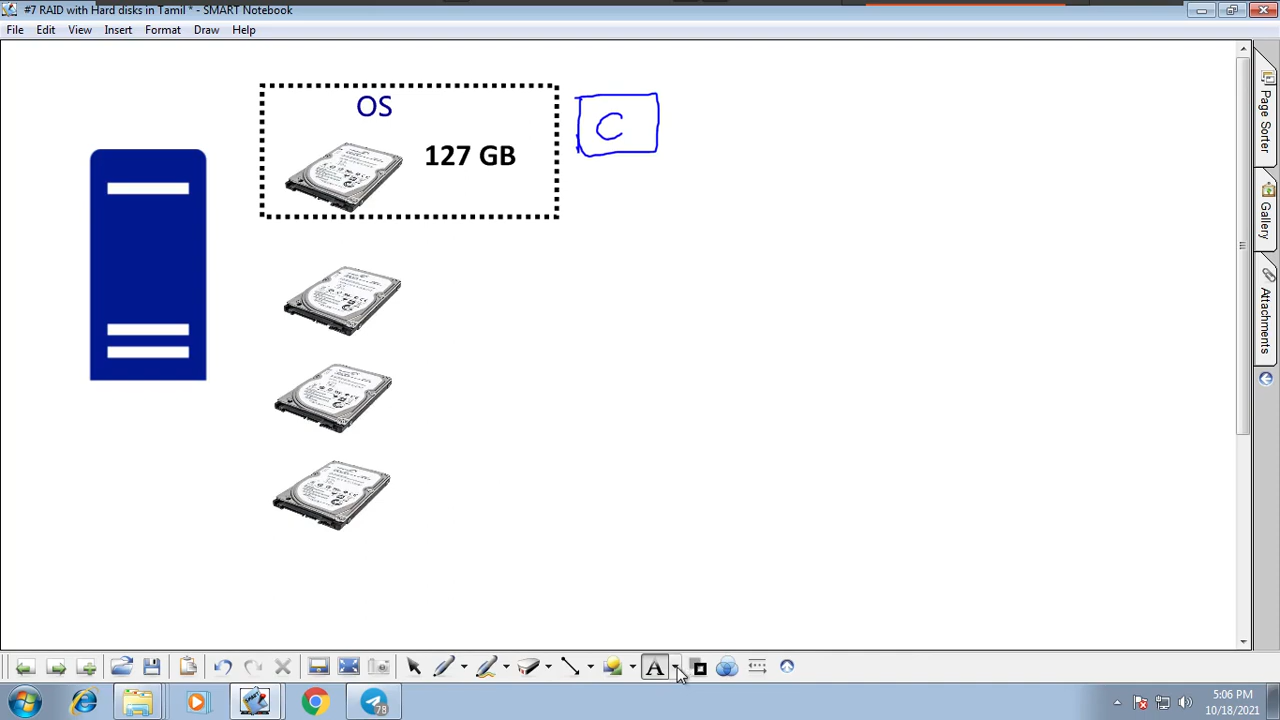 #7 RAID with Hard disks in Tamil * - SMART Notebook
File Edit View Insert Format Draw Help
OS
127 GB
C
Page Sorter
Gallery
Attachments
A
78
5:06 PM
10/18/2021